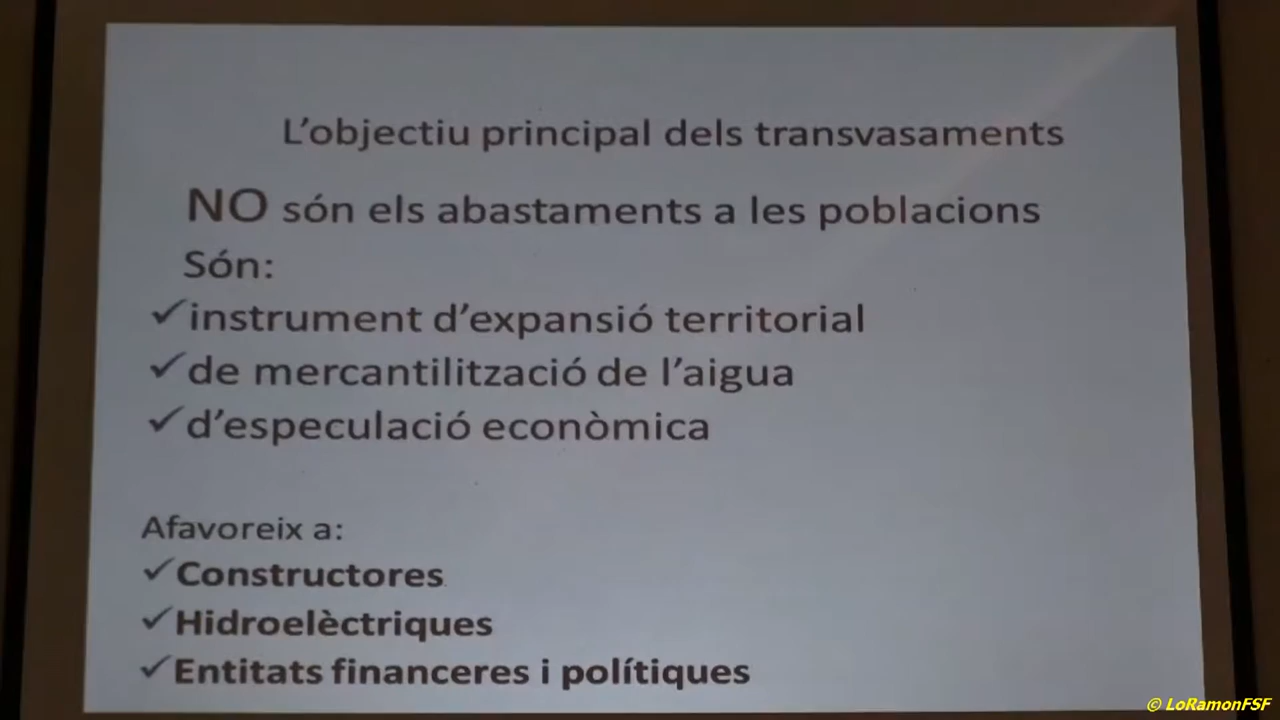 L'objectiu principal dels transvasaments
NO són els abastaments a les poblacions
Són:
✓instrument d'expansió territorial
✓de mercantilització de l'aigua
✓d'especulació econòmica
Afavoreix a:
✓Constructores
✓Hidroelèctriques
✓Entitats financeres i polítiques
© LoRamonFSF